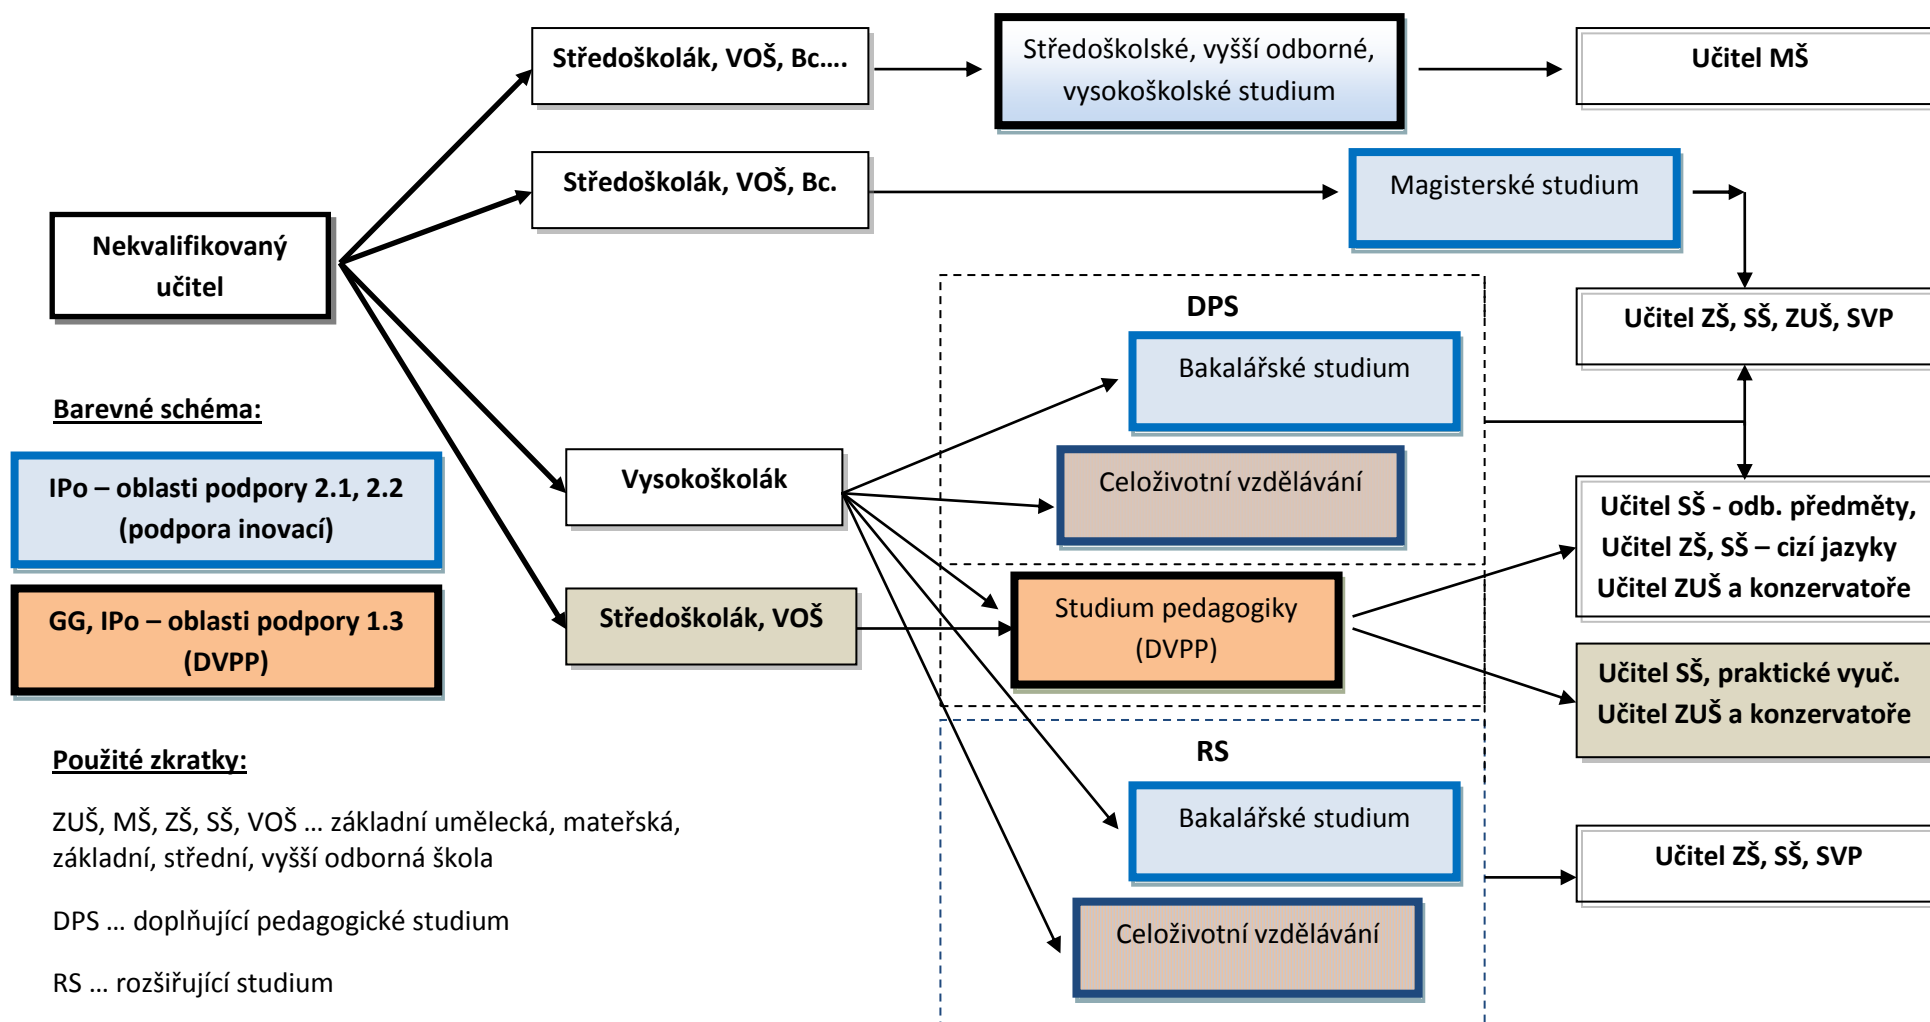 Středoškolák, VOŠ, Bc….
Středoškolské, vyšší odborné,
vysokoškolské studium
Učitel MŠ
Středoškolák, VOŠ, Bc.
Magisterské studium
Nekvalifikovaný
učitel
DPS
Učitel ZŠ, SŠ, ZUŠ, SVP
Bakalářské studium
Barevné schéma:
IPo – oblasti podpory 2.1, 2.2
(podpora inovací)
Vysokoškolák
Celoživotní vzdělávání
Učitel SŠ - odb. předměty,
Učitel ZŠ, SŠ – cizí jazyky
Učitel ZUŠ a konzervatoře
GG, IPo – oblasti podpory 1.3
(DVPP)
Středoškolák, VOŠ
Studium pedagogiky
(DVPP)
Učitel SŠ, praktické vyuč.
Učitel ZUŠ a konzervatoře
Použité zkratky:
RS
ZUŠ, MŠ, ZŠ, SŠ, VOŠ … základní umělecká, mateřská,
základní, střední, vyšší odborná škola
Bakalářské studium
Učitel ZŠ, SŠ, SVP
DPS … doplňující pedagogické studium
Celoživotní vzdělávání
RS … rozšiřující studium